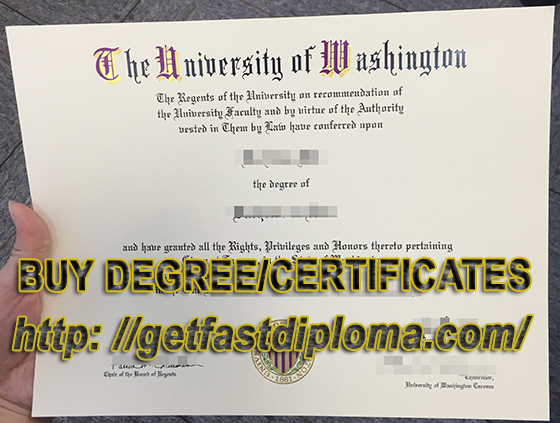 The University of Washington
The Regents of the University on recommendation of
the University Faculty and by virtue of the Authority
vested in Them by Law have conferred upon
the degree of
and have granted all the Rights, Privileges and Honors thereto pertaining
BUY DEGREE/CERTIFICATES
http: //getfastdiploma.com/
Chair of the Board of Regents
1861
Chancellor,
University of Washington Tacoma